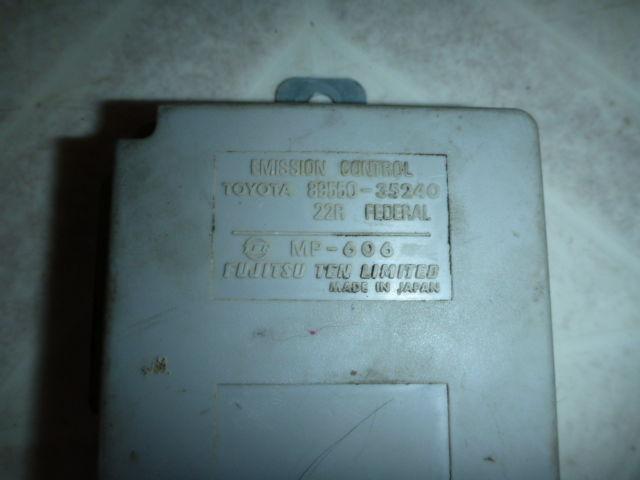 EMISSION CONTROL
TOYOTA 89550-35240
22R FEDERAL
MP-606
FUJITSU TEN LIMITED
MADE IN JAPAN